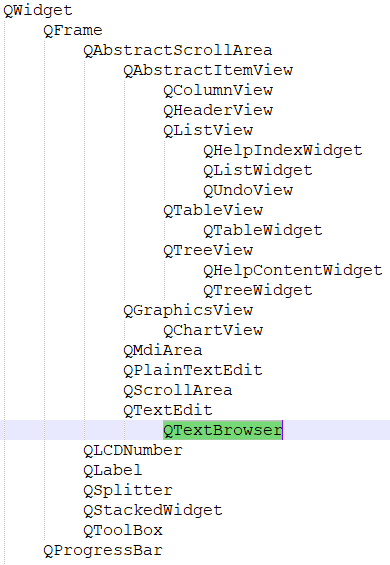 QWidget
QFrame
QAbstractScrollArea
QAbstractItemView
QColumnView
QHeaderView
QListView
QHelpIndexWidget
QListWidget
QUndoView
QTableView
QTableWidget
QTreeView
QHelpContentWidget
QTreeWidget
QGraphicsView
QChartView
QMdiArea
QPlainTextEdit
QScrollArea
QTextEdit
QTextBrowser
QLCDNumber
QLabel
QSplitter
QStackedWidget
QToolBox
QProgressBar